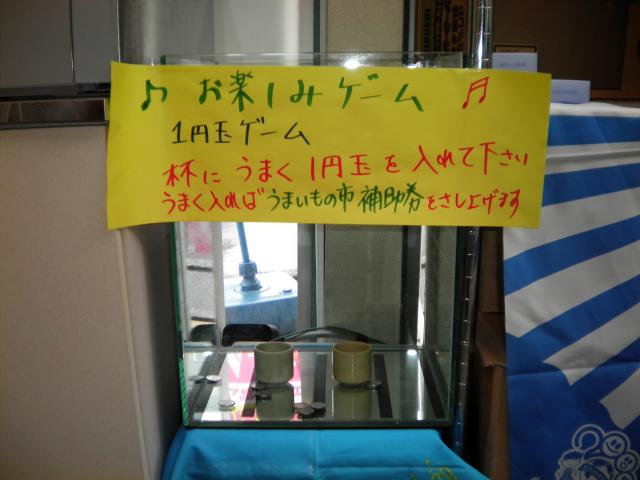 ♪ お楽しみゲーム ♬
1円玉ゲーム
杯にうまく1円玉を入れて下さい
うまく入ればうまいもの市補助券をさし上げます